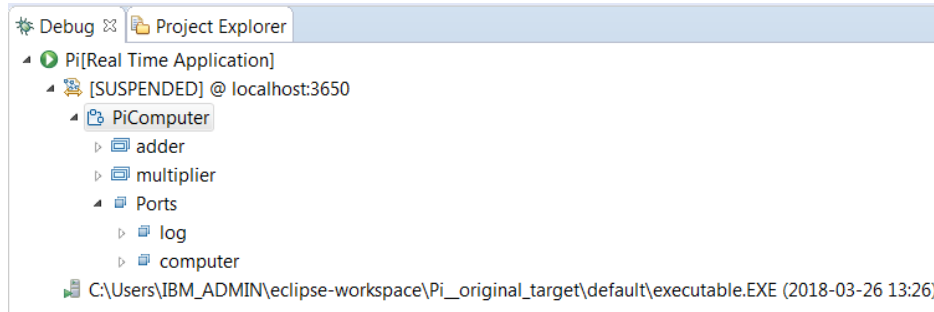 Debug Project Explorer
Pi[Real Time Application]
[SUSPENDED] @ localhost:3650
PiComputer
adder
multiplier
Ports
log
computer
C:\Users\IBM_ADMIN\eclipse-workspace\Pi__original_target\default\executable.EXE (2018-03-26 13:26)